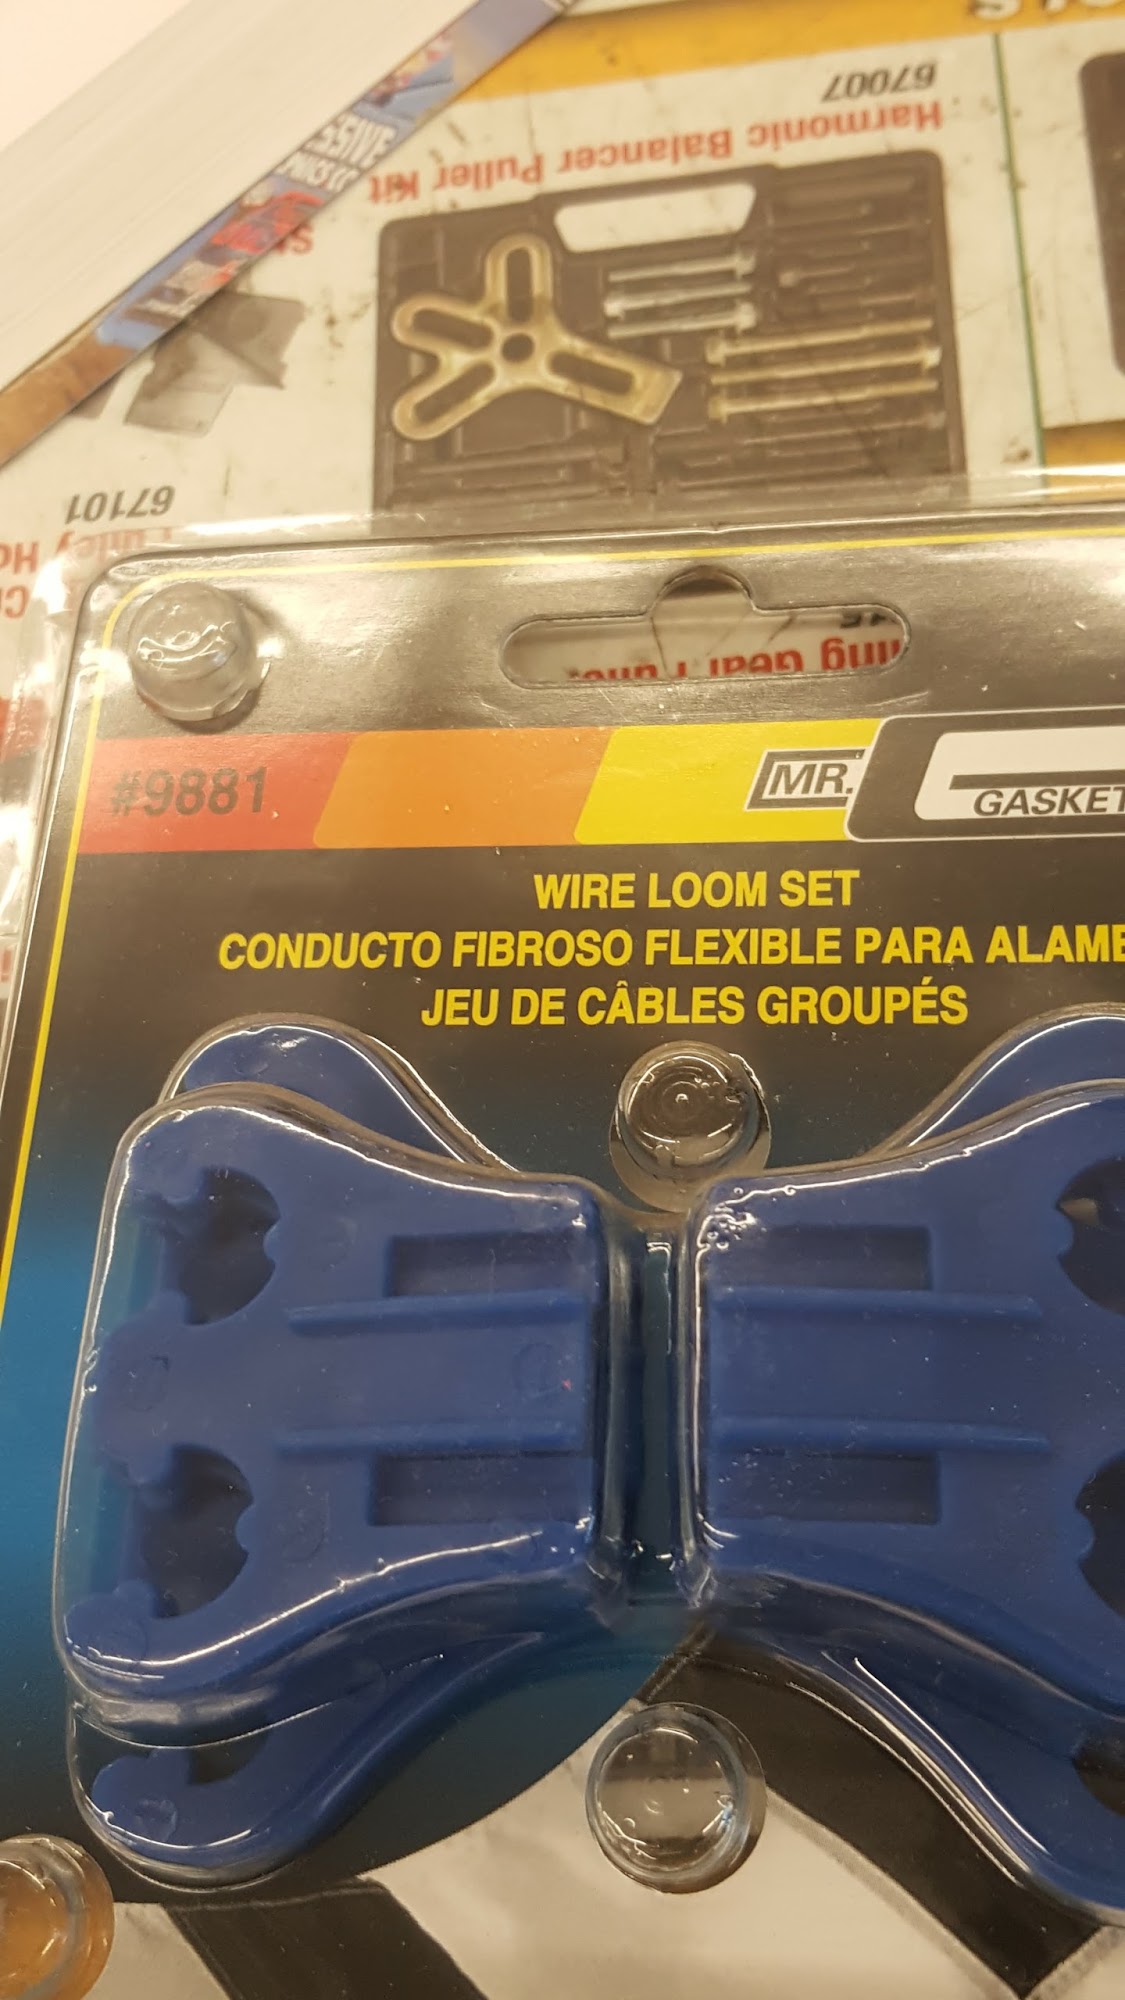 67007
Harmonic Balancer Puller Kit
67101
#9881
MR.
GASKET
WIRE LOOM SET
CONDUCTO FIBROSO FLEXIBLE PARA ALAMB
JEU DE CÂBLES GROUPÉS